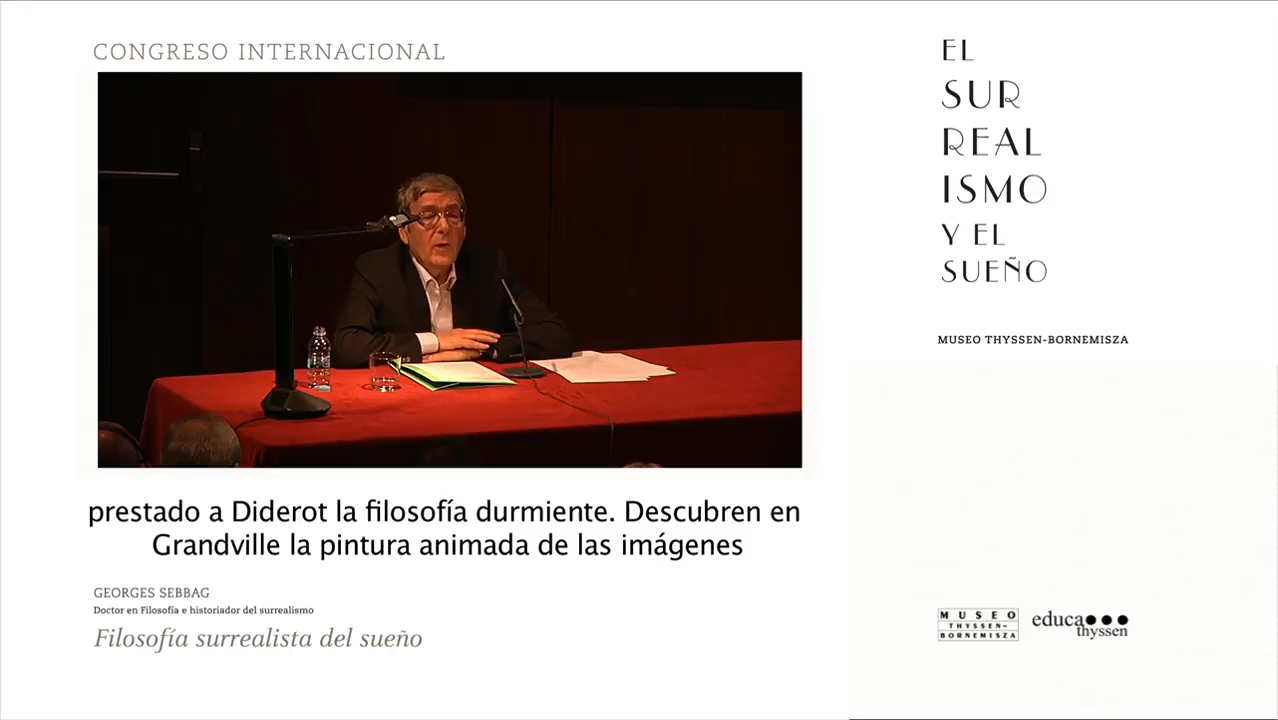 CONGRESO INTERNACIONAL
EL
SUR
REAL
ISMO
Y EL
SUEÑO
MUSEO THYSSEN-BORNEMISZA
prestado a Diderot la filosofía durmiente. Descubren en
Grandville la pintura animada de las imágenes
GEORGES SEBBAG
Doctor en Filosofía e historiador del surrealismo
Filosofía surrealista del sueño
MUSEO
THYSSEN-
BORNEMISZA
educa
thyssen